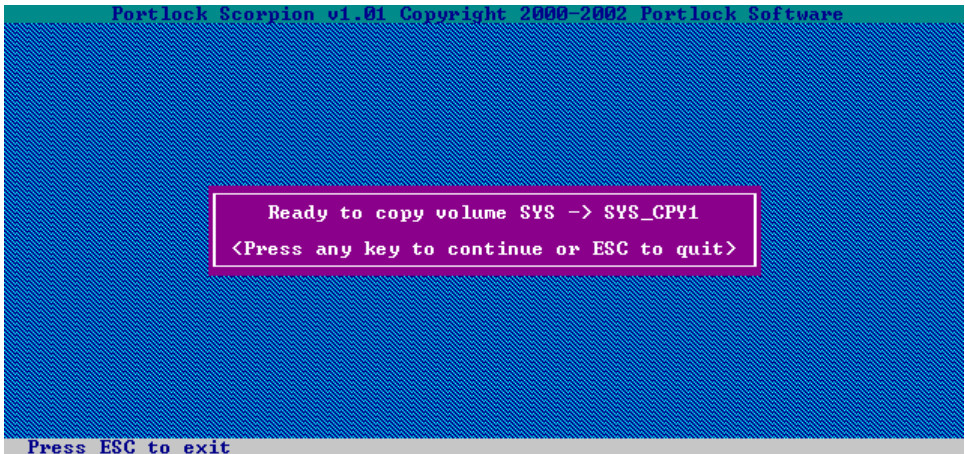 Portlock Scorpion v1.01 Copyright 2000-2002 Portlock Software
Ready to copy volume SYS -> SYS_CPY1
<Press any key to continue or ESC to quit>
Press ESC to exit